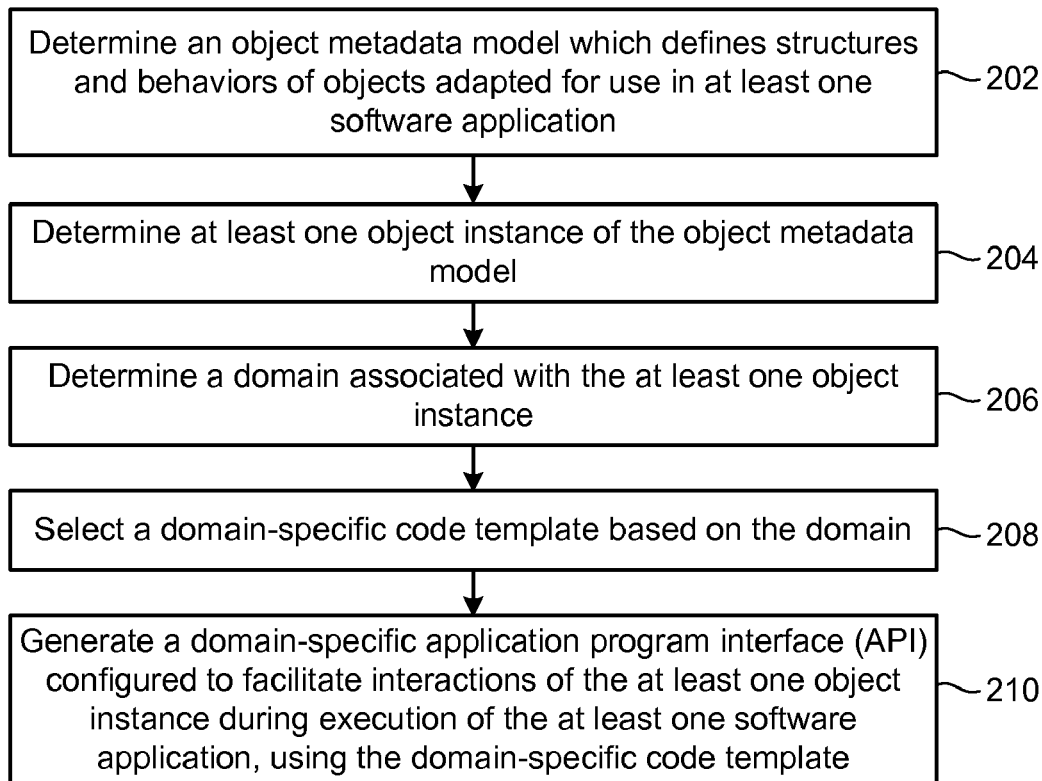 Determine an object metadata model which defines structures
and behaviors of objects adapted for use in at least one
software application
202
Determine at least one object instance of the object metadata
model
204
Determine a domain associated with the at least one object
instance
206
Select a domain-specific code template based on the domain
208
Generate a domain-specific application program interface (API)
configured to facilitate interactions of the at least one object
instance during execution of the at least one software
application, using the domain-specific code template
210